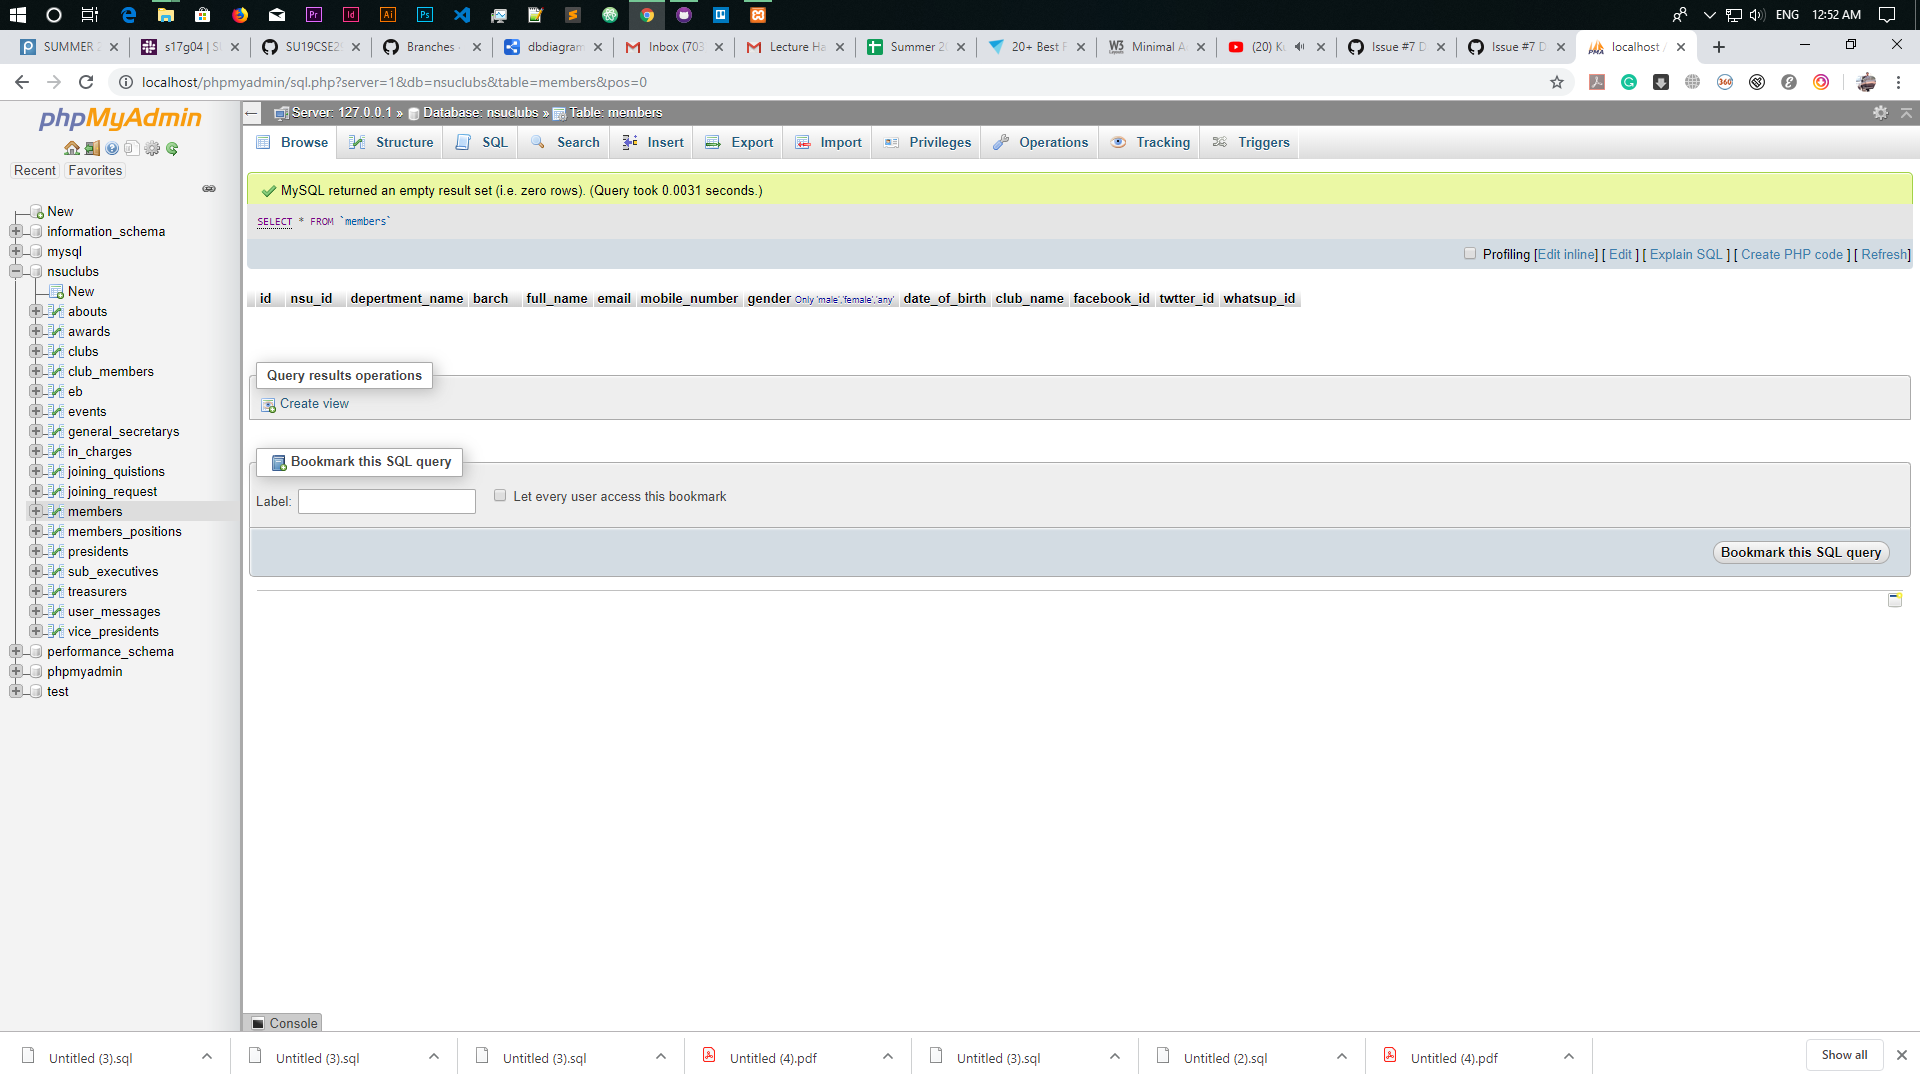 ENG 12:52 AM
SUMMER 2
s17g04 | SU
SU19CSE29
Branches
dbdiagram
Inbox (703
Lecture Ha
Summer 20
20+ Best F
Minimal A
(20) Ku
Issue #7 D
Issue #7 D
localhost /
localhost/phpmyadmin/sql.php?server=1&db=nsuclubs&table=members&pos=0
phpMyAdmin
Recent
Favorites
New
information_schema
mysql
nsuclubs
New
abouts
awards
clubs
club_members
eb
events
general_secretarys
in_charges
joining_quistions
joining_request
members
members_positions
presidents
sub_executives
treasurers
user_messages
vice_presidents
performance_schema
phpmyadmin
test
Server: 127.0.0.1 » Database: nsuclubs » Table: members
Browse Structure SQL Search Insert Export Import Privileges Operations Tracking Triggers
MySQL returned an empty result set (i.e. zero rows). (Query took 0.0031 seconds.)
SELECT * FROM `members`
Profiling [Edit inline] [ Edit ] [ Explain SQL ] [ Create PHP code ] [ Refresh]
id nsu_id depertment_name barch full_name email mobile_number gender Only 'male','female','any' date_of_birth club_name facebook_id twtter_id whatsup_id
Query results operations
Create view
Bookmark this SQL query
Label:
Let every user access this bookmark
Bookmark this SQL query
Console
Untitled (3).sql
Untitled (3).sql
Untitled (3).sql
Untitled (4).pdf
Untitled (3).sql
Untitled (2).sql
Untitled (4).pdf
Show all